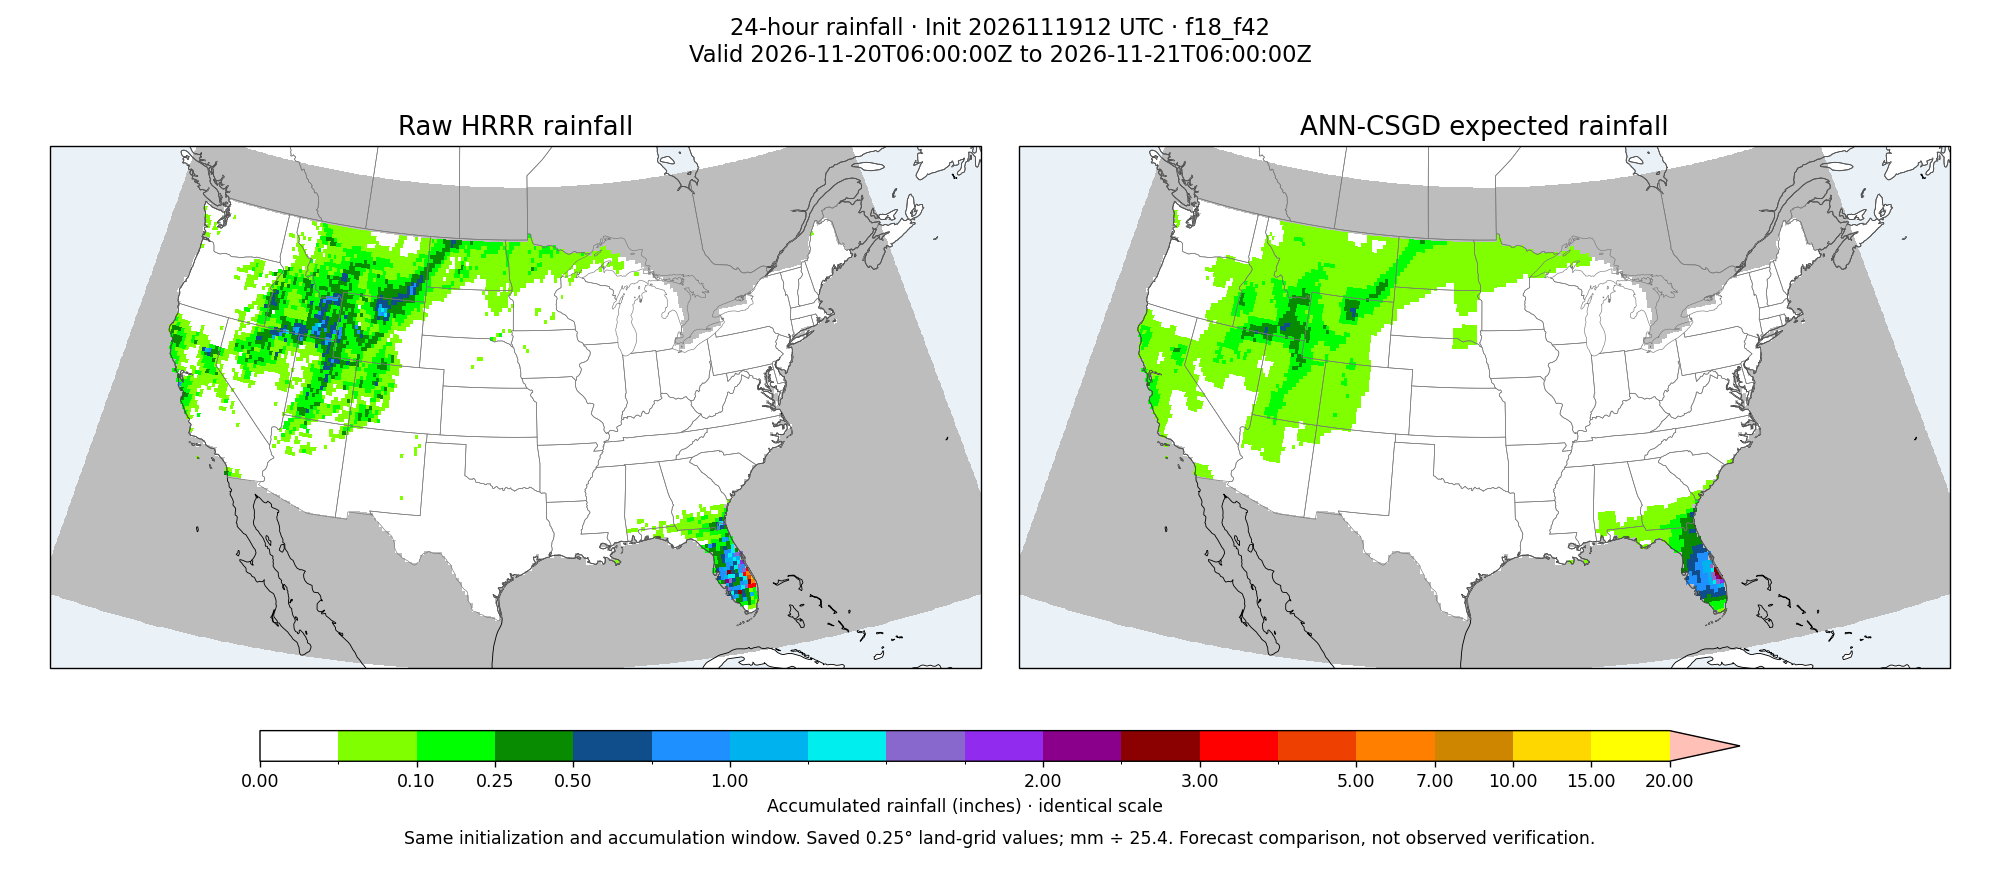 24-hour rainfall · Init 2026111912 UTC · f18_f42
Valid 2026-11-20T06:00:00Z to 2026-11-21T06:00:00Z
Raw HRRR rainfall
ANN-CSGD expected rainfall
0.00 0.10 0.25 0.50 1.00 2.00 3.00 5.00 7.00 10.00 15.00 20.00
Accumulated rainfall (inches) · identical scale
Same initialization and accumulation window. Saved 0.25° land-grid values; mm ÷ 25.4. Forecast comparison, not observed verification.